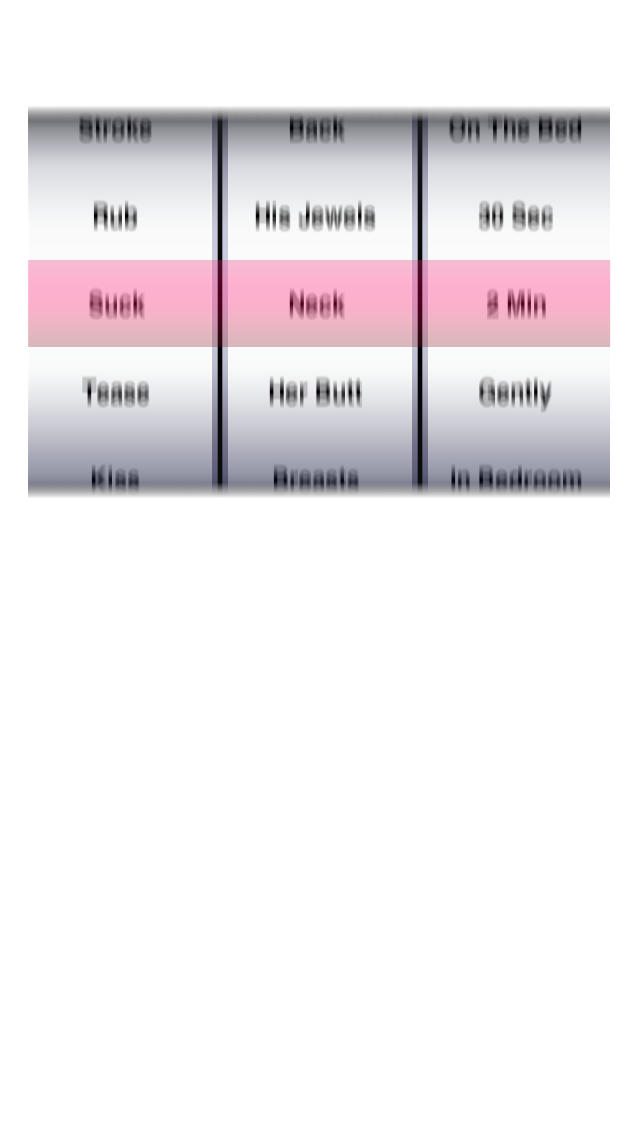 Stroke Back On The Bed
Rub His Jewels 30 Sec
Suck Neck 2 Min
Tease Her Butt Gently
Kiss Breasts In Bedroom